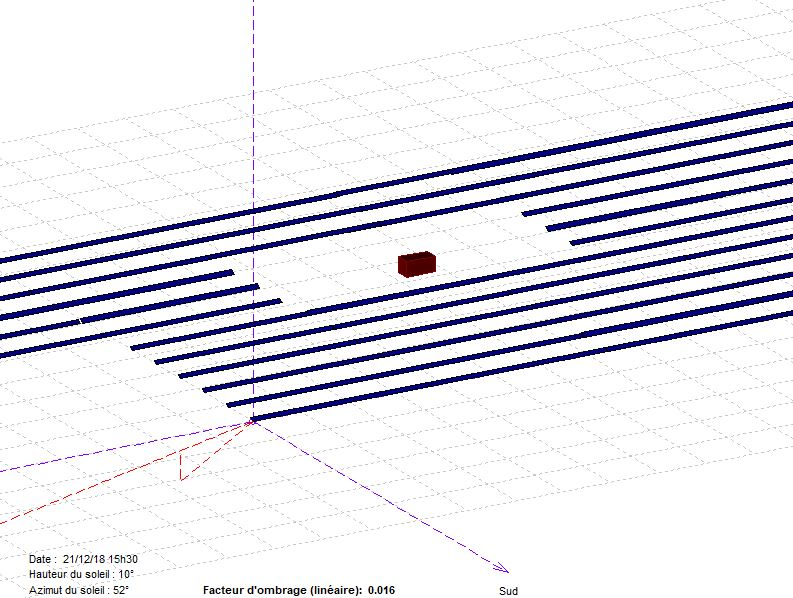 Date : 21/12/18 15h30
Hauteur du soleil : 10°
Azimut du soleil : 52°
Facteur d'ombrage (linéaire): 0.016
Sud